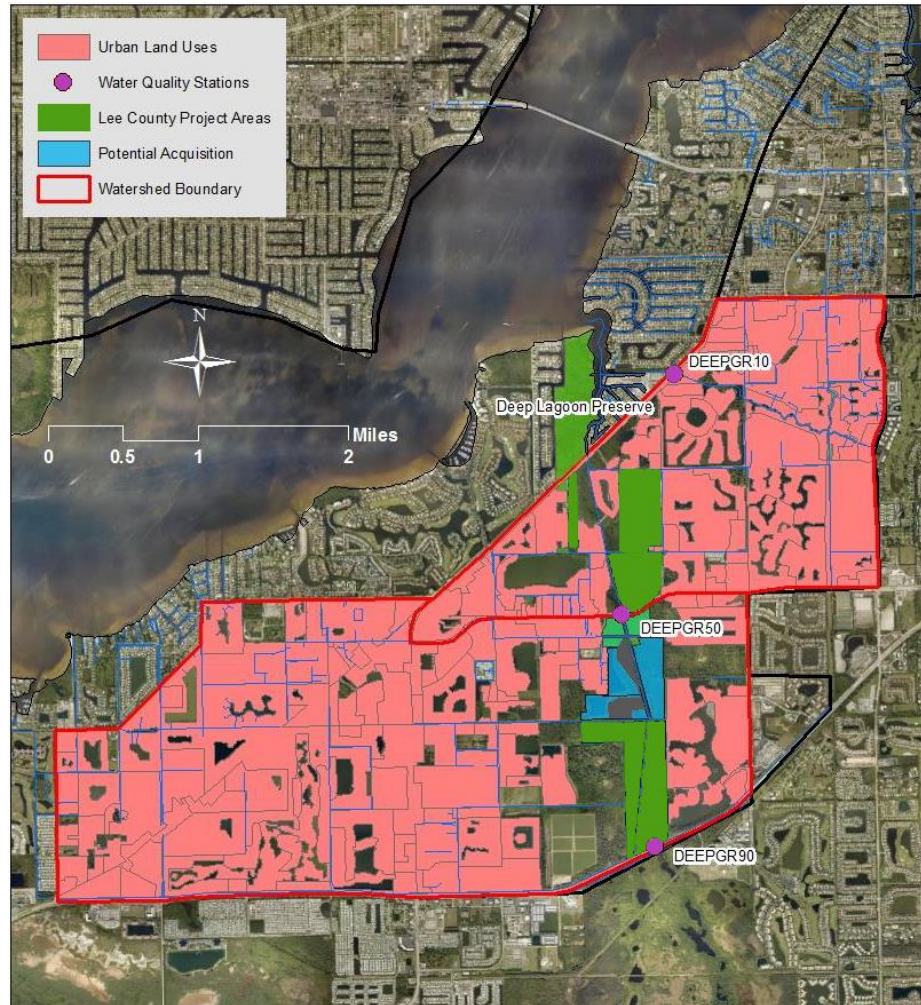 Urban Land Uses
Water Quality Stations
Lee County Project Areas
Potential Acquisition
Watershed Boundary
N
Miles
0 0.5 1 2
DEEPGR10
Deep Lagoon Preserve
DEEPGR50
DEEPGR90